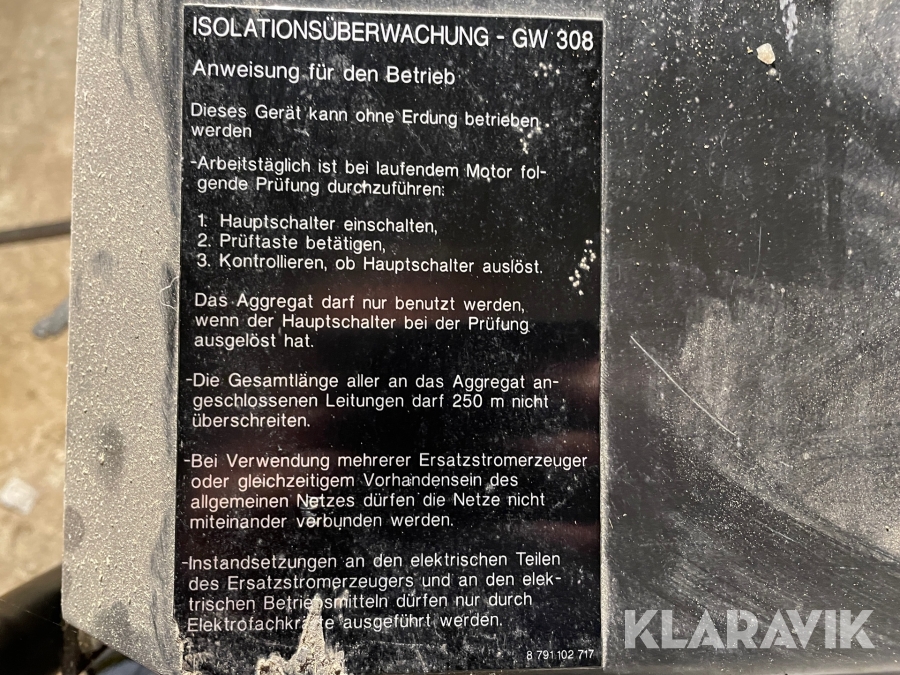 ISOLATIONSÜBERWACHUNG - GW 308
Anweisung für den Betrieb
Dieses Gerät kann ohne Erdung betrieben
werden
-Arbeitstäglich ist bei laufendem Motor fol-
gende Prüfung durchzuführen:
1. Hauptschalter einschalten,
2. Prüftaste betätigen,
3. Kontrollieren, ob Hauptschalter auslöst.
Das Aggregat darf nur benutzt werden,
wenn der Hauptschalter bei der Prüfung
ausgelöst hat.
-Die Gesamtlänge aller an das Aggregat an-
geschlossenen Leitungen darf 250 m nicht
überschreiten.
-Bei Verwendung mehrerer Ersatzstromerzeuger
oder gleichzeitigem Vorhandensein des
allgemeinen Netzes dürfen die Netze nicht
miteinander verbunden werden.
-Instandsetzungen an den elektrischen Teilen
des Ersatzstromerzeugers und an den elek-
trischen Betriebsmitteln dürfen nur durch
Elektrofachkräfte ausgeführt werden.
8 791 102 717
KLARAVIK